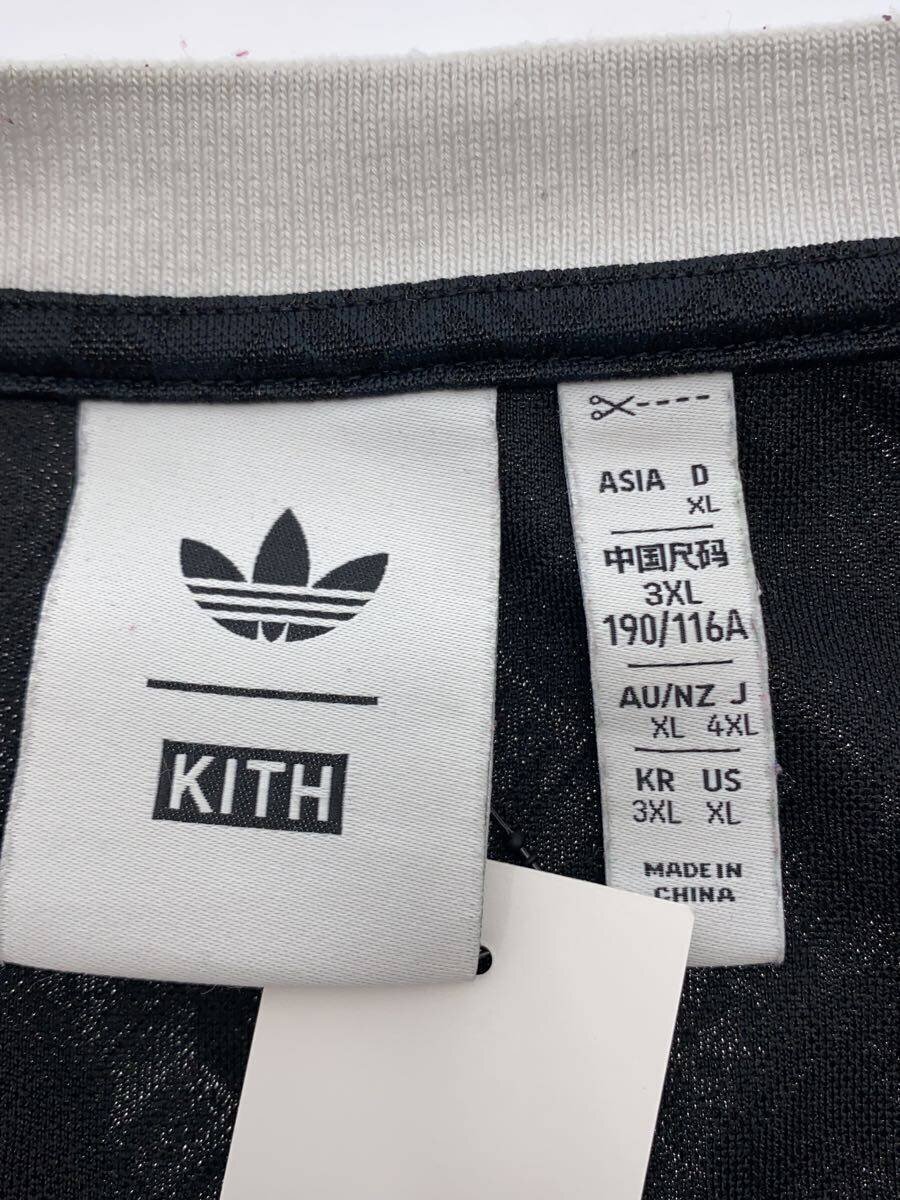 KITH
ASIA D
XL
中国尺码
3XL
190/116A
AU/NZ J
XL 4XL
KR US
3XL XL
MADE IN
CHINA